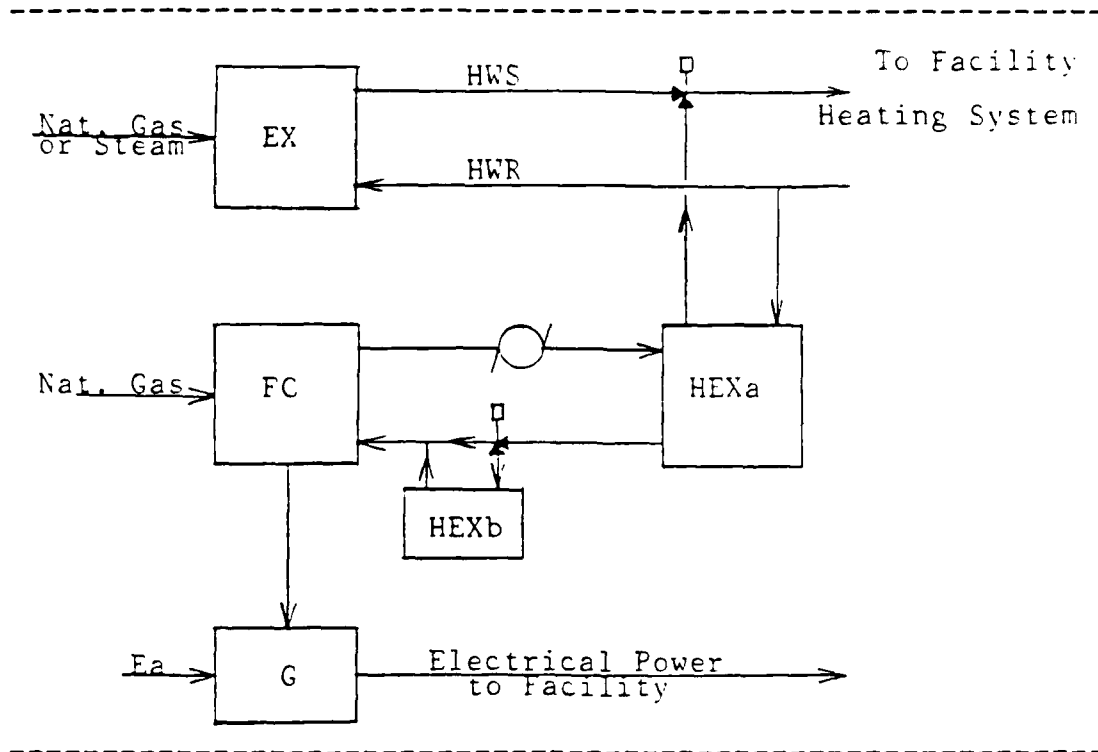 HWS
To Facility
Heating System
Nat. Gas
or Steam
EX
HWR
Nat. Gas
FC
HEXa
HEXb
Ea
G
Electrical Power
to Facility